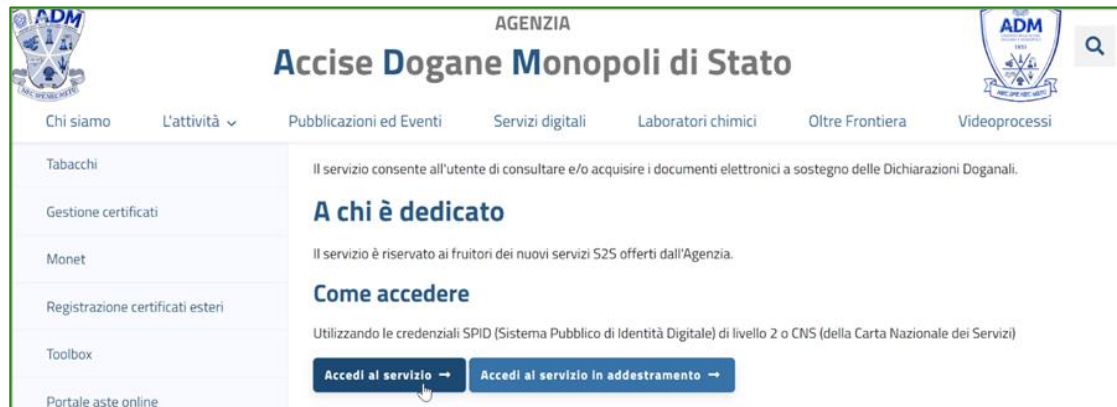 ADM
AGENZIA
ADM
Accise Dogane Monopoli di Stato
Chi siamo L'attività Pubblicazioni ed Eventi Servizi digitali Laboratori chimici Oltre Frontiera Videoprocessi
Tabacchi
Gestione certificati
Monet
Registrazione certificati esteri
Toolbox
Portale aste online
Il servizio consente all'utente di consultare e/o acquisire i documenti elettronici a sostegno delle Dichiarazioni Doganali.
A chi è dedicato
Il servizio è riservato ai fruitori dei nuovi servizi S2S offerti dall'Agenzia.
Come accedere
Utilizzando le credenziali SPID (Sistema Pubblico di Identità Digitale) di livello 2 o CNS (della Carta Nazionale dei Servizi)
Accedi al servizio → Accedi al servizio in addestramento →